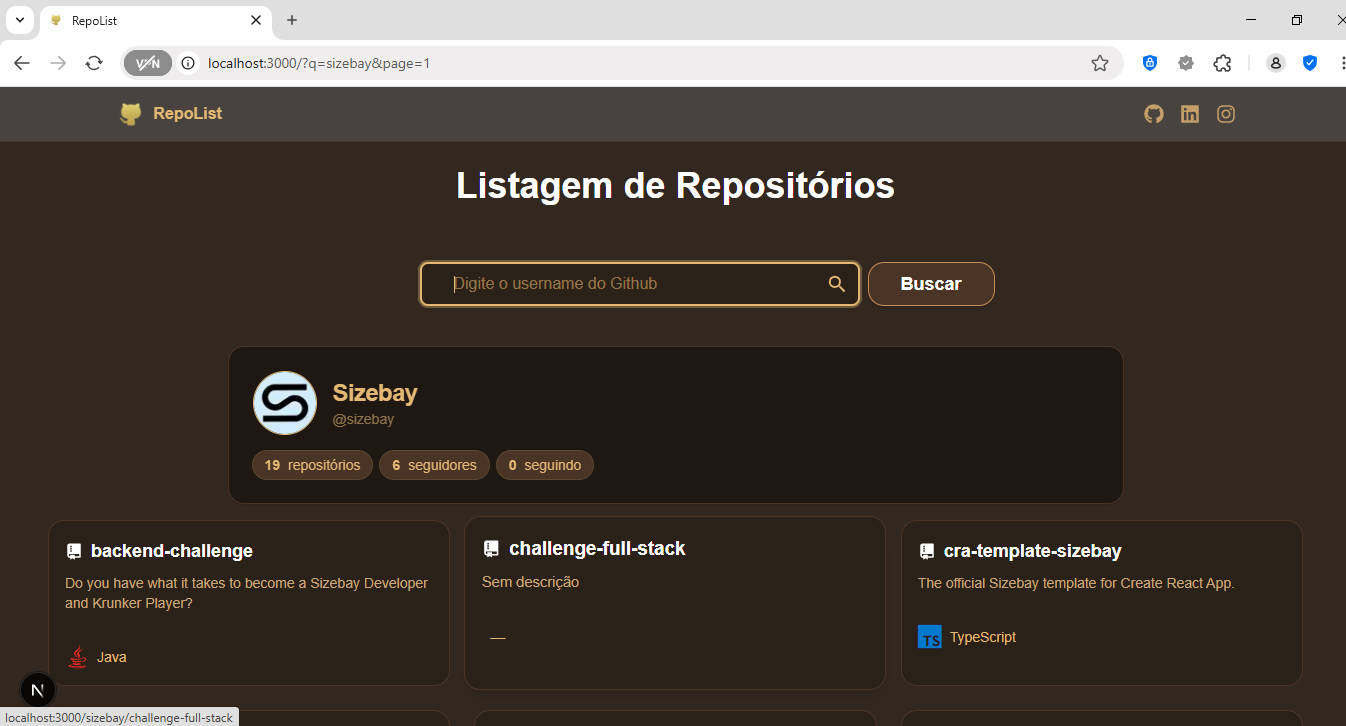 RepoList
VPN
localhost:3000/?q=sizebay&page=1
RepoList
Listagem de Repositórios
Digite o username do Github
Buscar
Sizebay
@sizebay
19 repositórios 6 seguidores 0 seguindo
backend-challenge
Do you have what it takes to become a Sizebay Developer
and Krunker Player?
Java
challenge-full-stack
Sem descrição
—
cra-template-sizebay
The official Sizebay template for Create React App.
TS TypeScript
N
localhost:3000/sizebay/challenge-full-stack